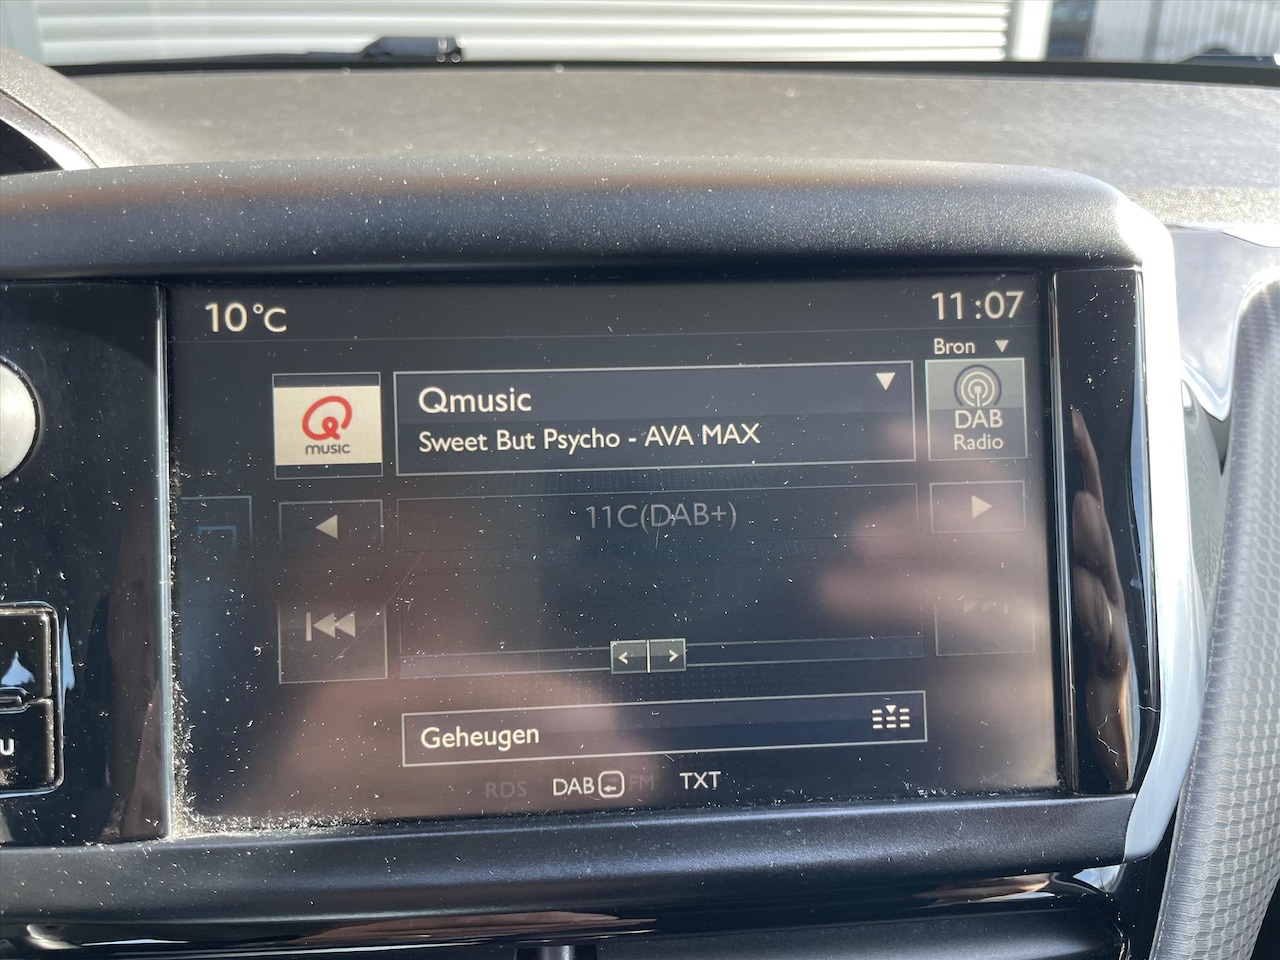 10°C
11:07
Bron
Q
MUSIC
Qmusic
Sweet But Psycho - AVA MAX
DAB
Radio
11C(DAB+)
< >
Geheugen
RDS DAB FM TXT